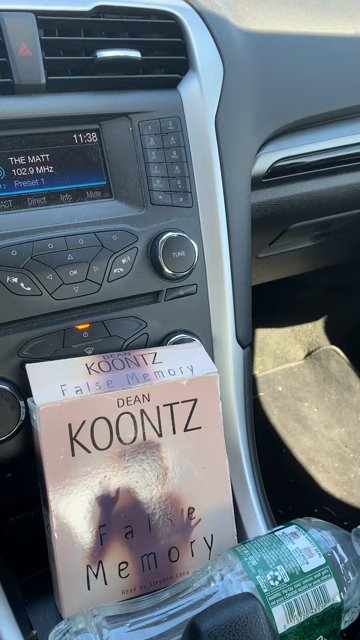 11:38
THE MATT
102.9 MHz
Preset 1
Direct Info Mute
OK
TUNE
DEAN
KOONTZ
False Memory
DEAN
KOONTZ
False
Memory
Read by Stephen Lang